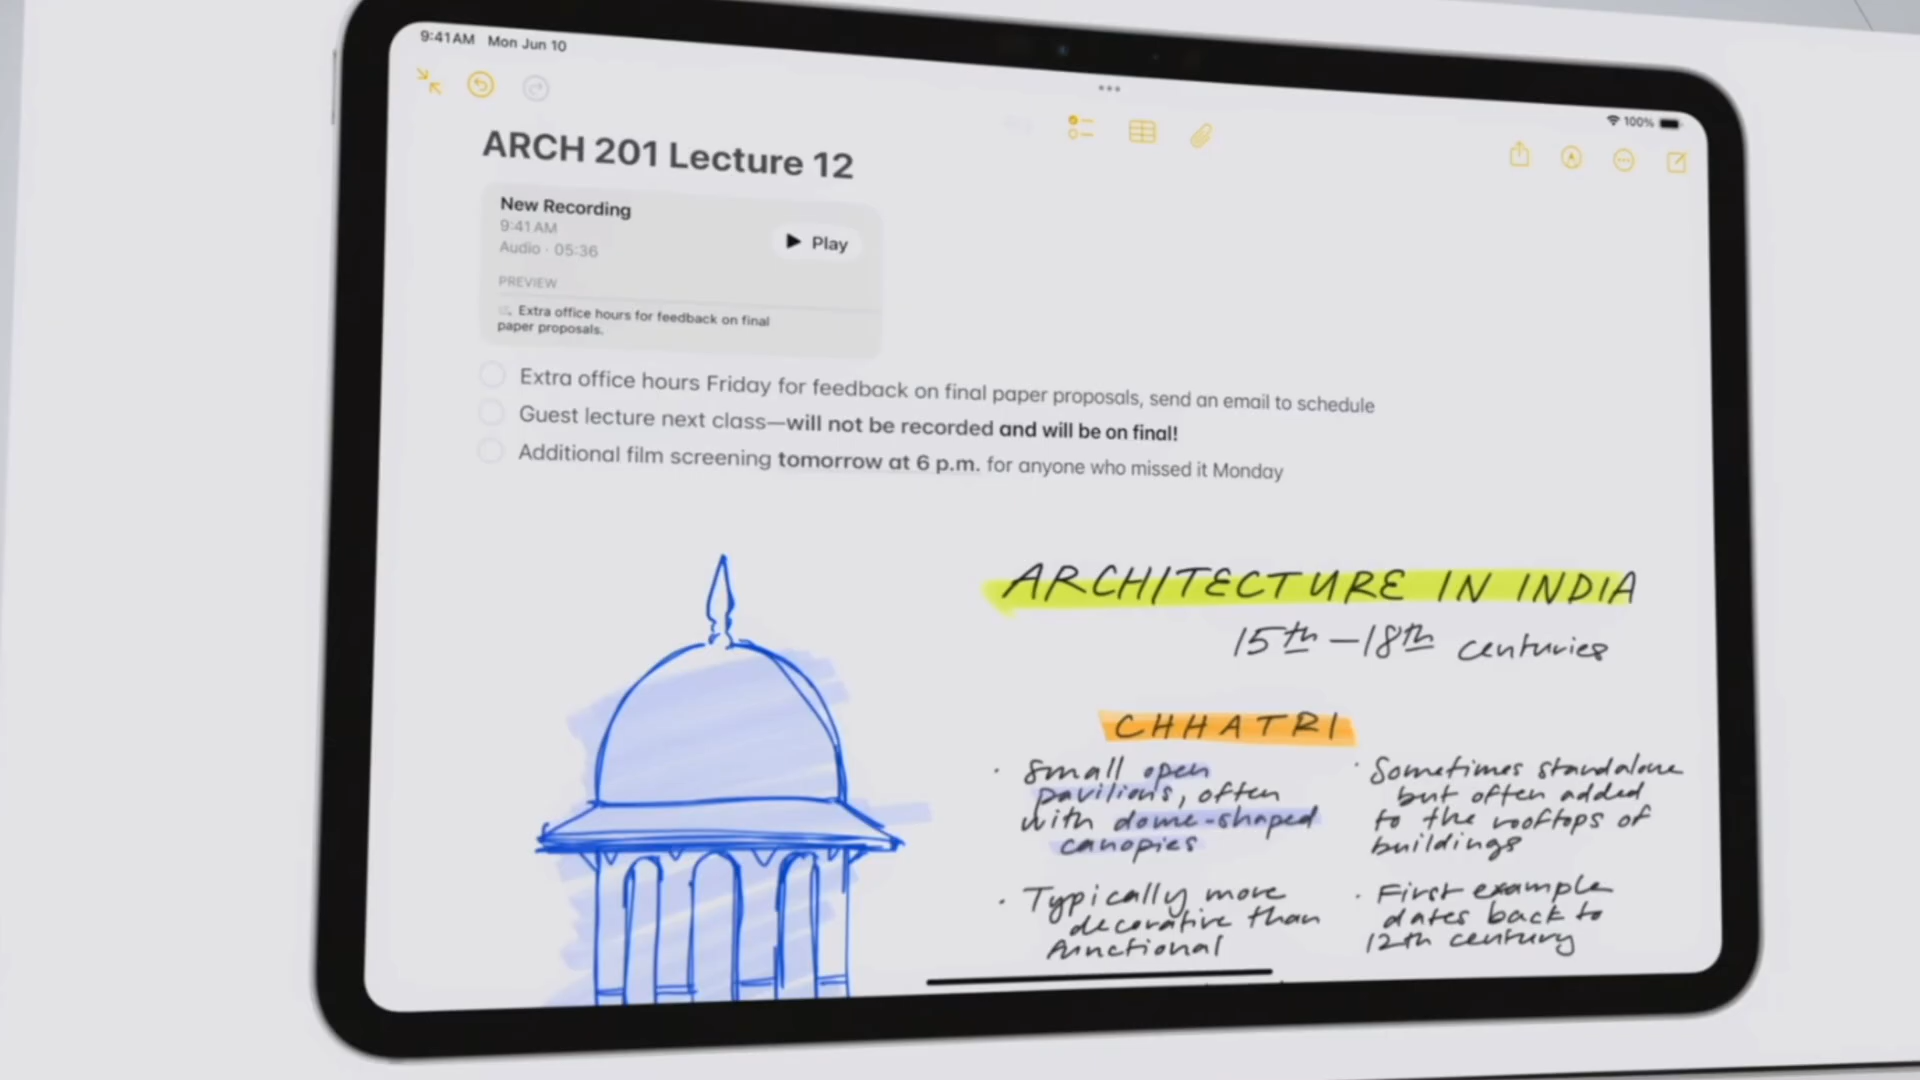 9:41 AM Mon Jun 10
100%
ARCH 201 Lecture 12
New Recording
9:41 AM
Audio · 05:36
Play
PREVIEW
Extra office hours for feedback on final
paper proposals.
Extra office hours Friday for feedback on final paper proposals, send an email to schedule
Guest lecture next class—will not be recorded and will be on final!
Additional film screening tomorrow at 6 p.m. for anyone who missed it Monday
ARCHITECTURE IN INDIA
15th – 18th centuries
CHHATRI
· Small open
pavilions, often
with dome-shaped
canopies
· Typically more
decorative than
functional
· Sometimes standalone
but often added
to the rooftops of
buildings
· First example
dates back to
12th century